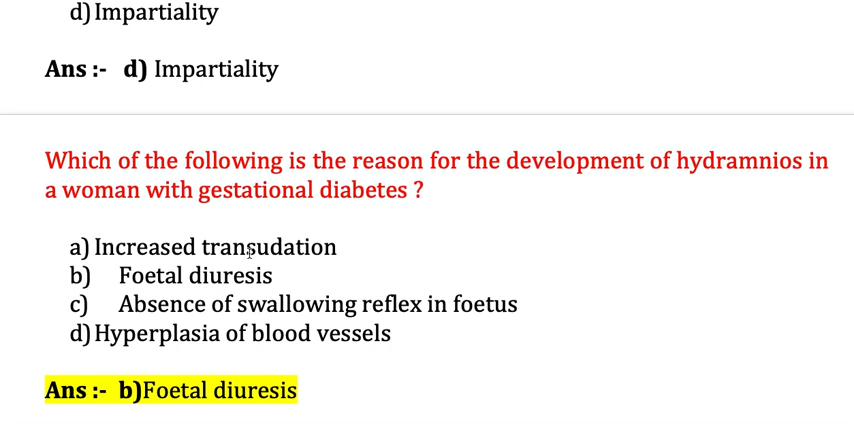 d) Impartiality
Ans :- d) Impartiality
Which of the following is the reason for the development of hydramnios in
a woman with gestational diabetes ?
a) Increased transudation
b) Foetal diuresis
c) Absence of swallowing reflex in foetus
d) Hyperplasia of blood vessels
Ans :- b)Foetal diuresis